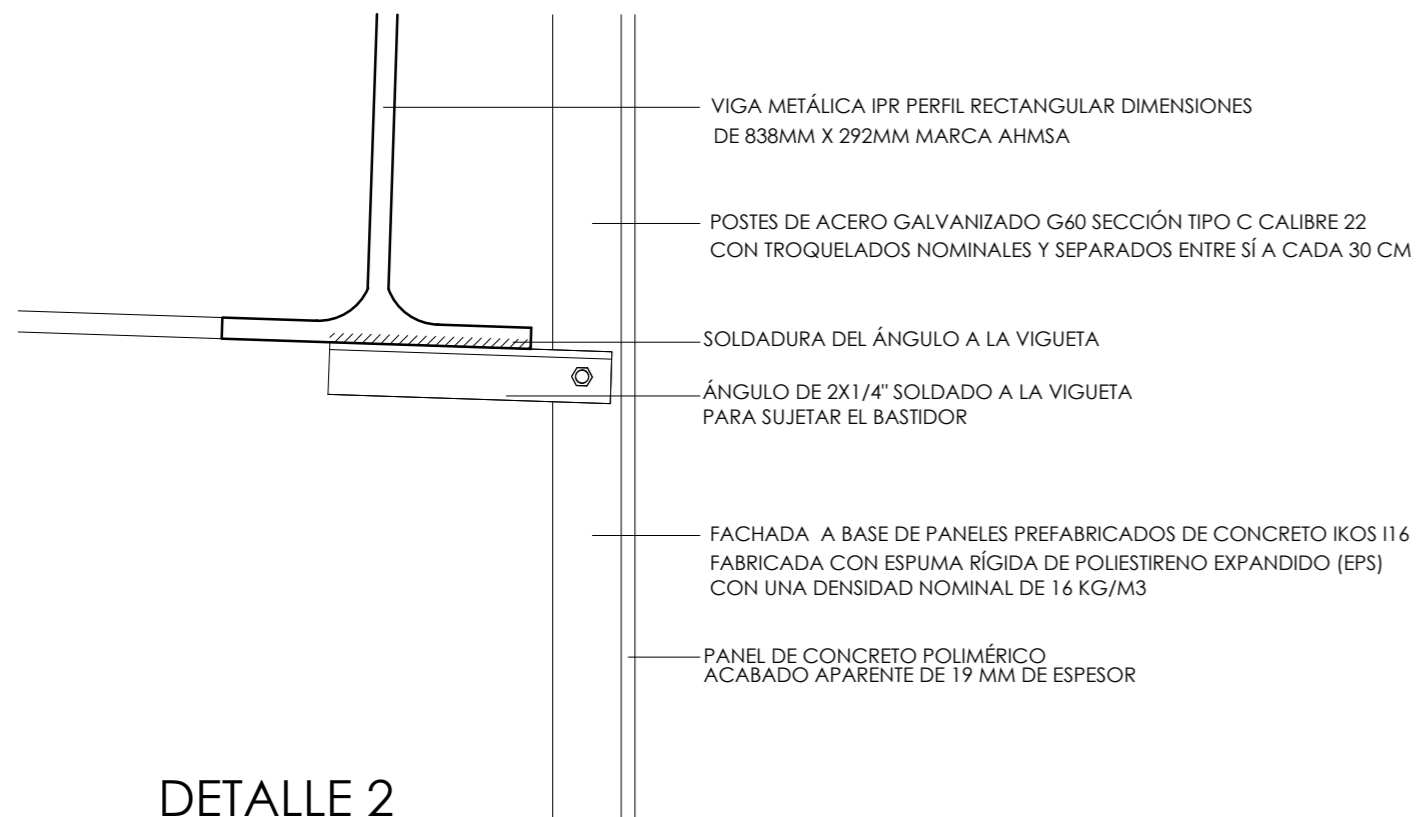 VIGA METÁLICA IPR PERFIL RECTANGULAR DIMENSIONES
DE 838MM X 292MM MARCA AHMSA
POSTES DE ACERO GALVANIZADO G60 SECCIÓN TIPO C CALIBRE 22
CON TROQUELADOS NOMINALES Y SEPARADOS ENTRE SÍ A CADA 30 CM
SOLDADURA DEL ÁNGULO A LA VIGUETA
ÁNGULO DE 2X1/4" SOLDADO A LA VIGUETA
PARA SUJETAR EL BASTIDOR
FACHADA A BASE DE PANELES PREFABRICADOS DE CONCRETO IKOS I16
FABRICADA CON ESPUMA RÍGIDA DE POLIESTIRENO EXPANDIDO (EPS)
CON UNA DENSIDAD NOMINAL DE 16 KG/M3
PANEL DE CONCRETO POLIMÉRICO
ACABADO APARENTE DE 19 MM DE ESPESOR
DETALLE 2